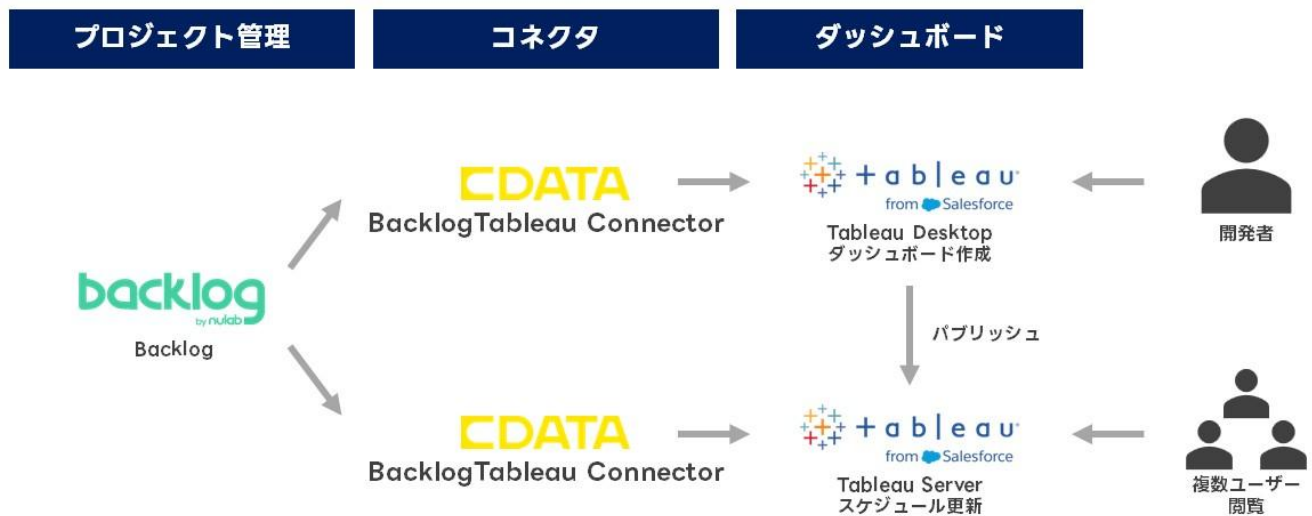 プロジェクト管理
コネクタ
ダッシュボード
CDATA
BacklogTableau Connector
+ a b | e a u
from Salesforce
Tableau Desktop
ダッシュボード作成
開発者
backlog
by nulab
Backlog
パブリッシュ
CDATA
BacklogTableau Connector
+ a b | e a u
from Salesforce
Tableau Server
スケジュール更新
複数ユーザー
閲覧